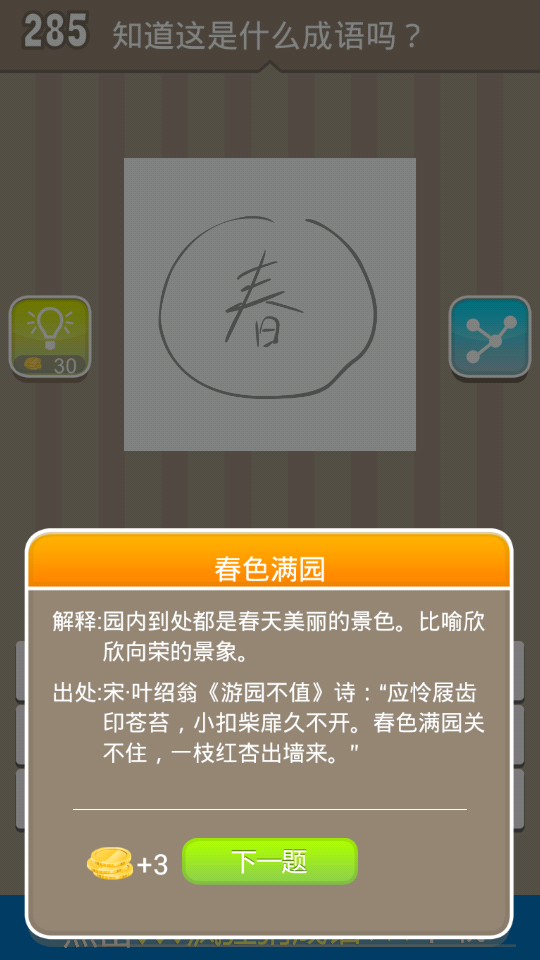 285 知道这是什么成语吗？
春
30
春色满园
解释:园内到处都是春天美丽的景色。比喻欣
欣向荣的景象。
出处:宋·叶绍翁《游园不值》诗：“应怜屐齿
印苍苔，小扣柴扉久不开。春色满园关
不住，一枝红杏出墙来。”
+3 下一题